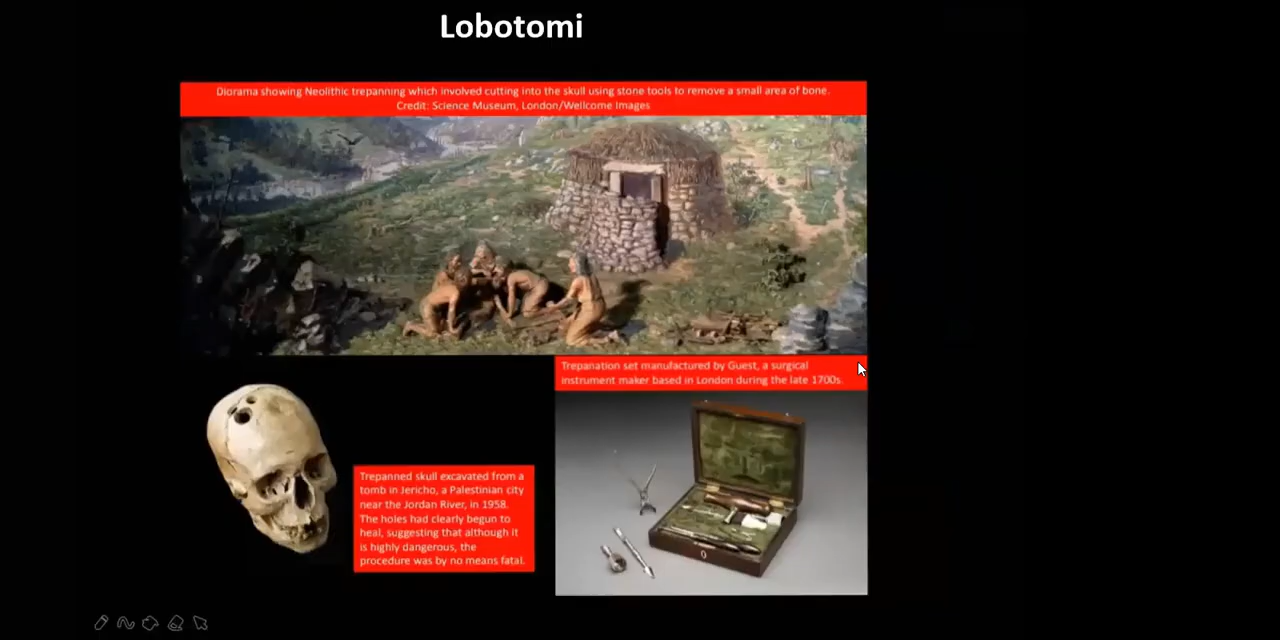 Lobotomi
Diorama showing Neolithic trepanning which involved cutting into the skull using stone tools to remove a small area of bone.
Credit: Science Museum, London/Wellcome Images
Trepanation set manufactured by Guest, a surgical
instrument maker based in London during the late 1700s.
Trepanned skull excavated from a
tomb in Jericho, a Palestinian city
near the Jordan River, in 1958.
The holes had clearly begun to
heal, suggesting that although it
is highly dangerous, the
procedure was by no means fatal.